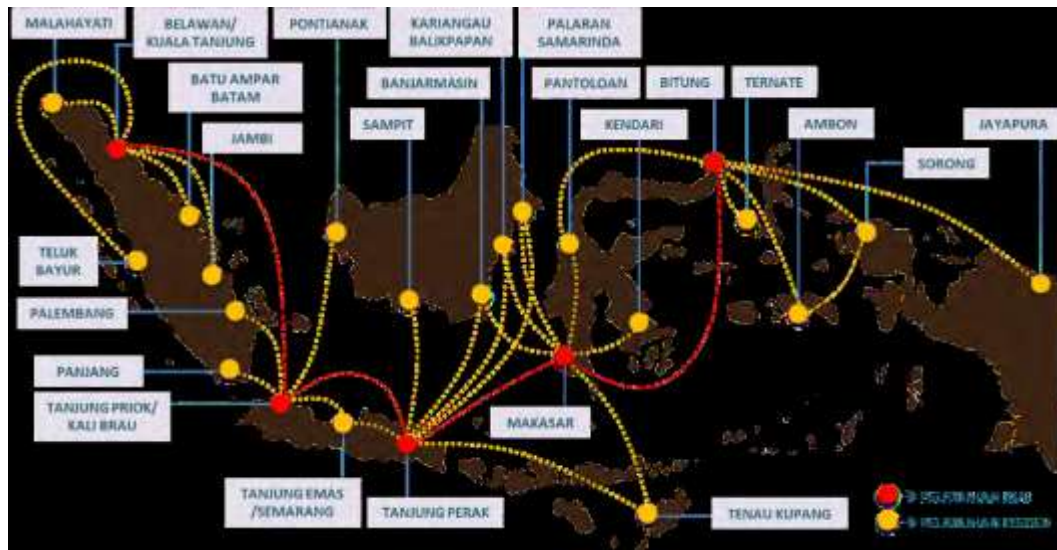 MALAHAYATI
BELAWAN/
KUALA TANJUNG
PONTIANAK
KARIANGAU
BALIKPAPAN
PALARAN
SAMARINDA
BATU AMPAR
BATAM
BANJARMASIN
PANTOLOAN
BITUNG
TERNATE
JAMBI
SAMPIT
KENDARI
AMBON
JAYAPURA
SORONG
TELUK
BAYUR
PALEMBANG
PANJANG
TANJUNG PRIOK/
KALI BRAU
MAKASAR
TANJUNG EMAS
/SEMARANG
TANJUNG PERAK
TENAU KUPANG